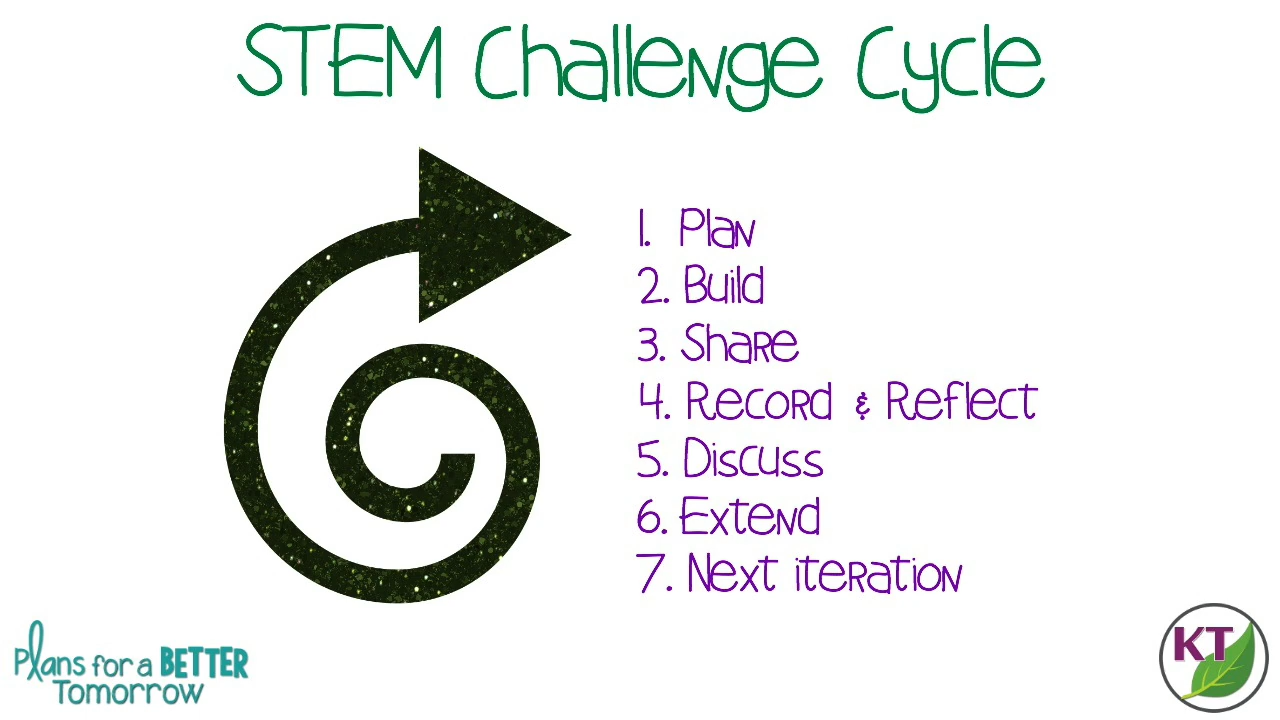 STEM Challenge Cycle
1. Plan
2. Build
3. Share
4. Record & Reflect
5. Discuss
6. Extend
7. Next iteration
Plans for a BETTER
Tomorrow
KT